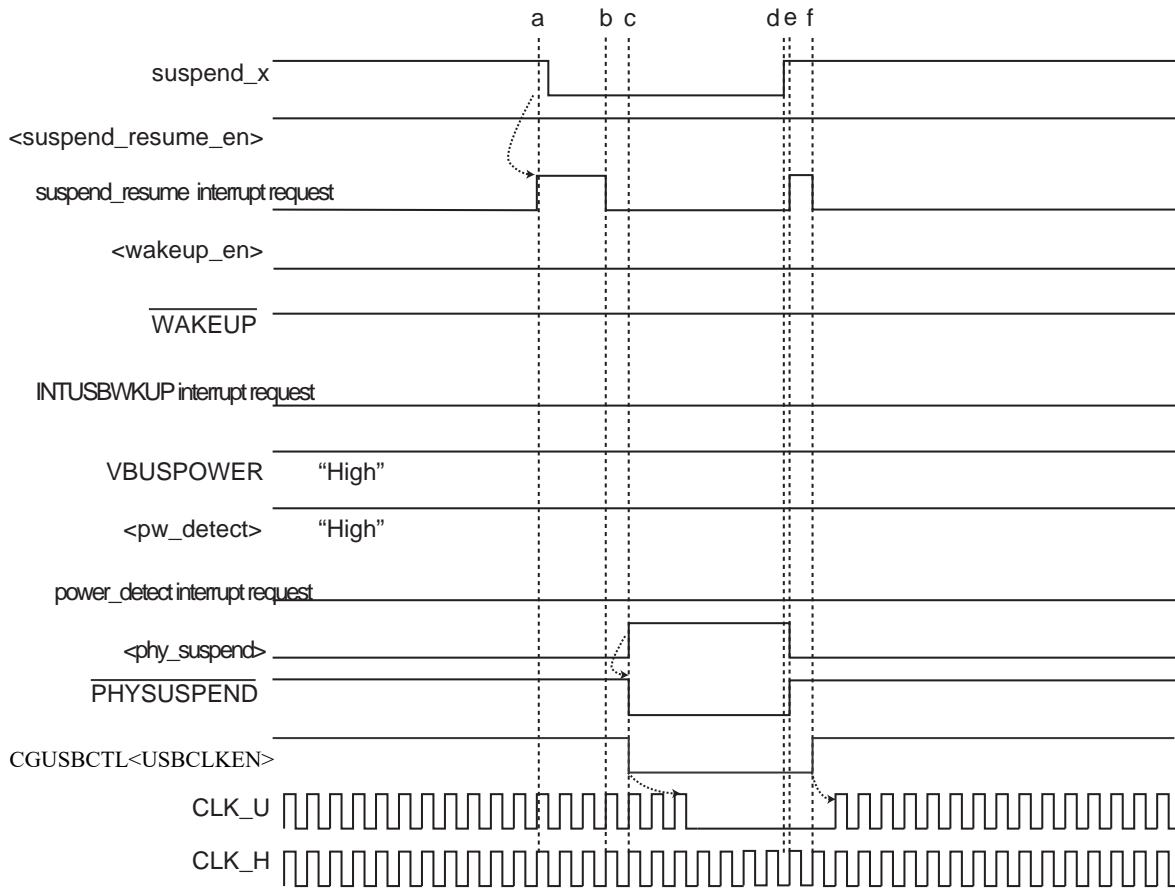 a b c d e f
suspend_x
<suspend_resume_en>
suspend_resume interrupt request
<wakeup_en>
WAKEUP
INTUSBWKUP interrupt request
VBUSPOWER “High”
<pw_detect> “High”
power_detect interrupt request
<phy_suspend>
PHYSUSPEND
CGUSBCTL<USBCLKEN>
CLK_U
CLK_H